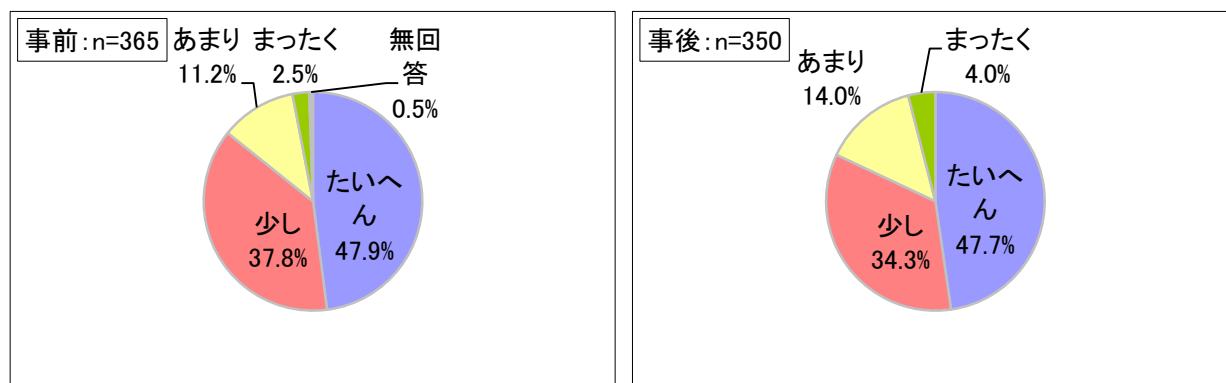 事前:n=365
あまり
11.2%
まったく
2.5%
無回
答
0.5%
たいへ
ん
47.9%
少し
37.8%
事後:n=350
あまり
14.0%
まったく
4.0%
たいへ
ん
47.7%
少し
34.3%